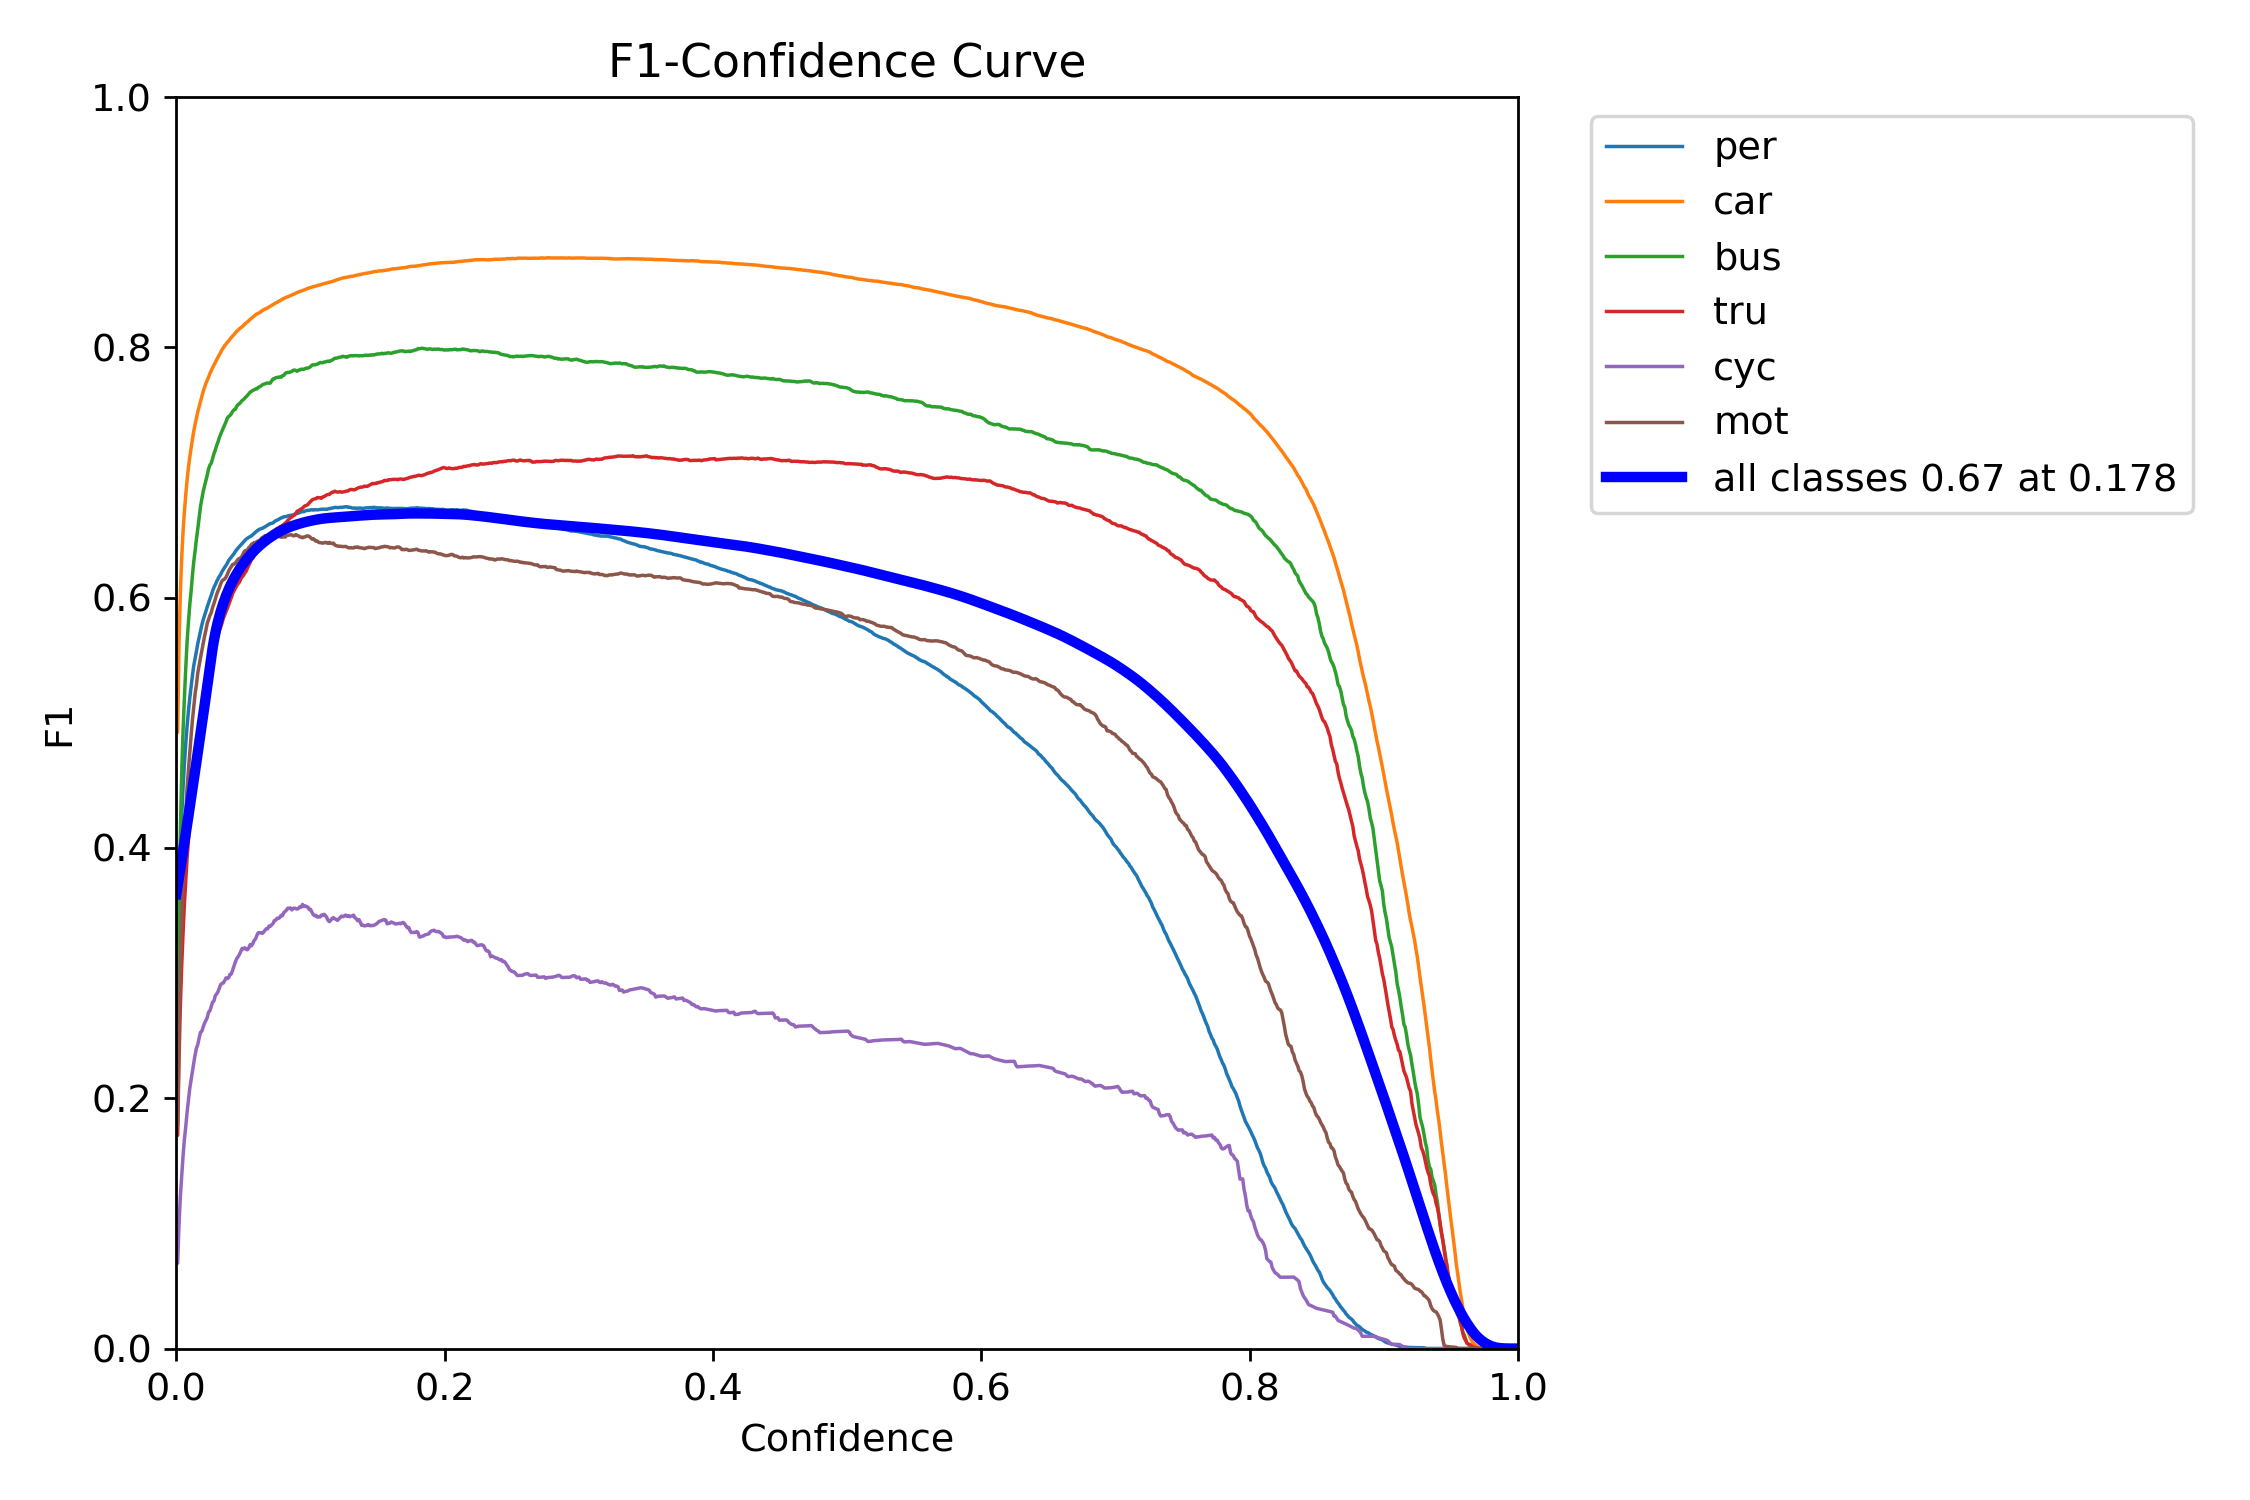 F1-Confidence Curve
1.0
0.8
0.6
0.4
0.2
0.0
F1
0.0 0.2 0.4 0.6 0.8 1.0
Confidence
per
car
bus
tru
cyc
mot
all classes 0.67 at 0.178